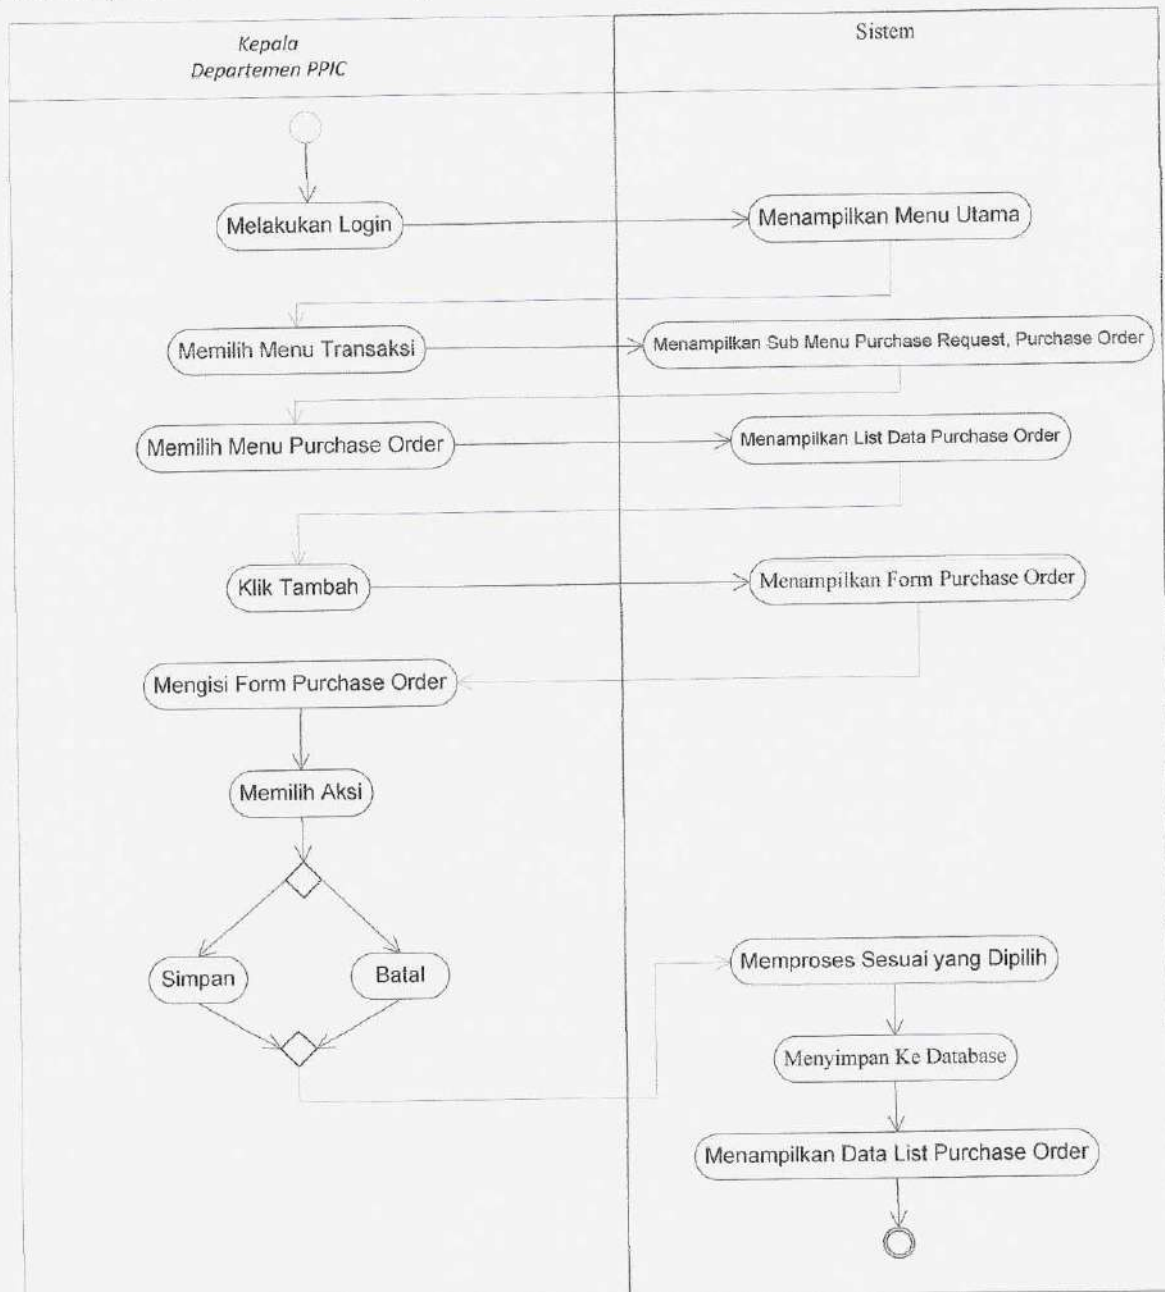 Kepala
Departemen PPIC
Sistem
Melakukan Login
Menampilkan Menu Utama
Memilih Menu Transaksi
Menampilkan Sub Menu Purchase Request, Purchase Order
Memilih Menu Purchase Order
Menampilkan List Data Purchase Order
Klik Tambah
Menampilkan Form Purchase Order
Mengisi Form Purchase Order
Memilih Aksi
Simpan
Batal
Memproses Sesuai yang Dipilih
Menyimpan Ke Database
Menampilkan Data List Purchase Order